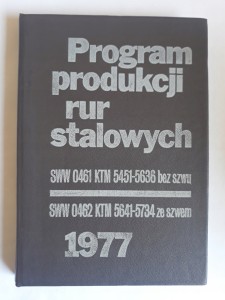 Program
produkcji
rur
stalowych
SWW 0461 KTM 5451-5636 bez szwu
SWW 0462 KTM 5641-5734 ze szwem
1977